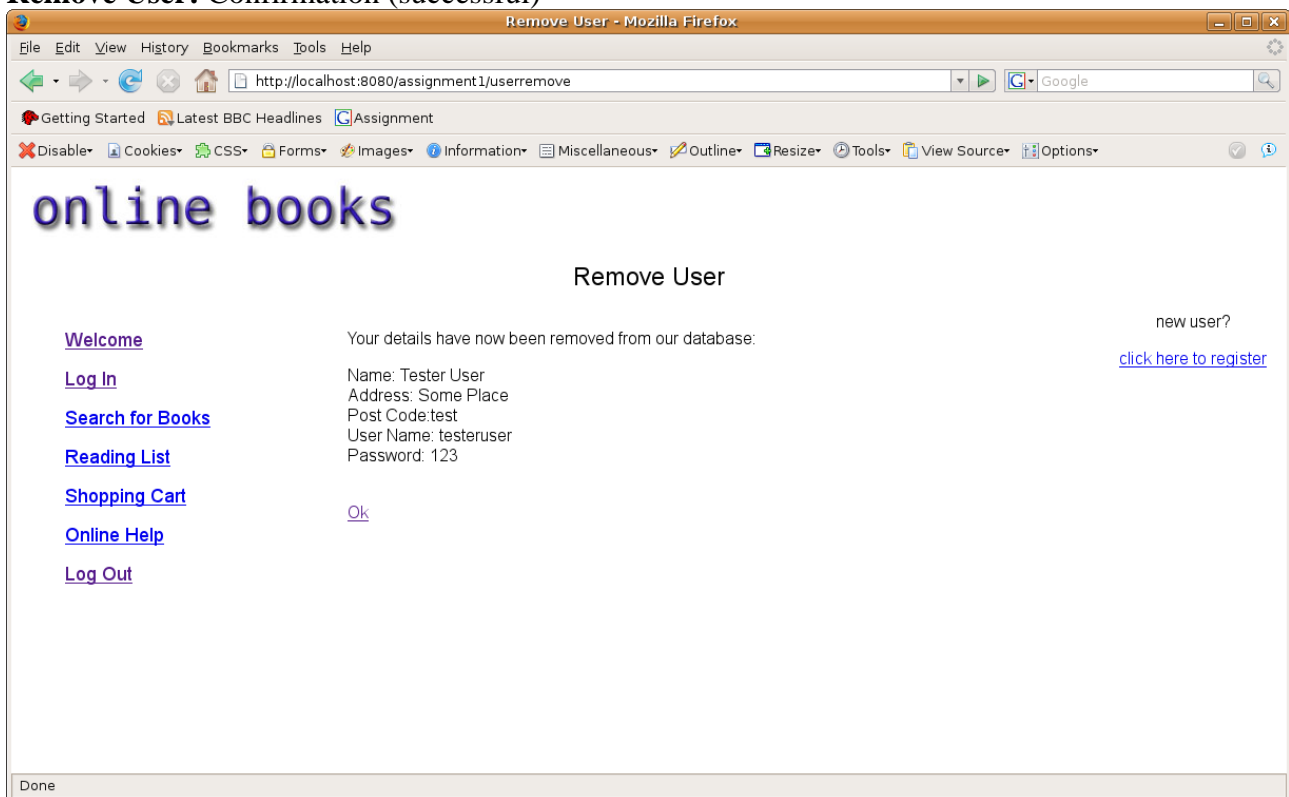 Remove User: Confirmation (successful)
Remove User - Mozilla Firefox
File Edit View History Bookmarks Tools Help
http://localhost:8080/assignment1/userremove
G Google
Getting Started Latest BBC Headlines GAssignment
Disable Cookies CSS Forms Images Information Miscellaneous Outline Resize Tools View Source Options
online books
Remove User
new user?
click here to register
Welcome
Log In
Search for Books
Reading List
Shopping Cart
Online Help
Log Out
Your details have now been removed from our database:
Name: Tester User
Address: Some Place
Post Code:test
User Name: testeruser
Password: 123
Ok
Done